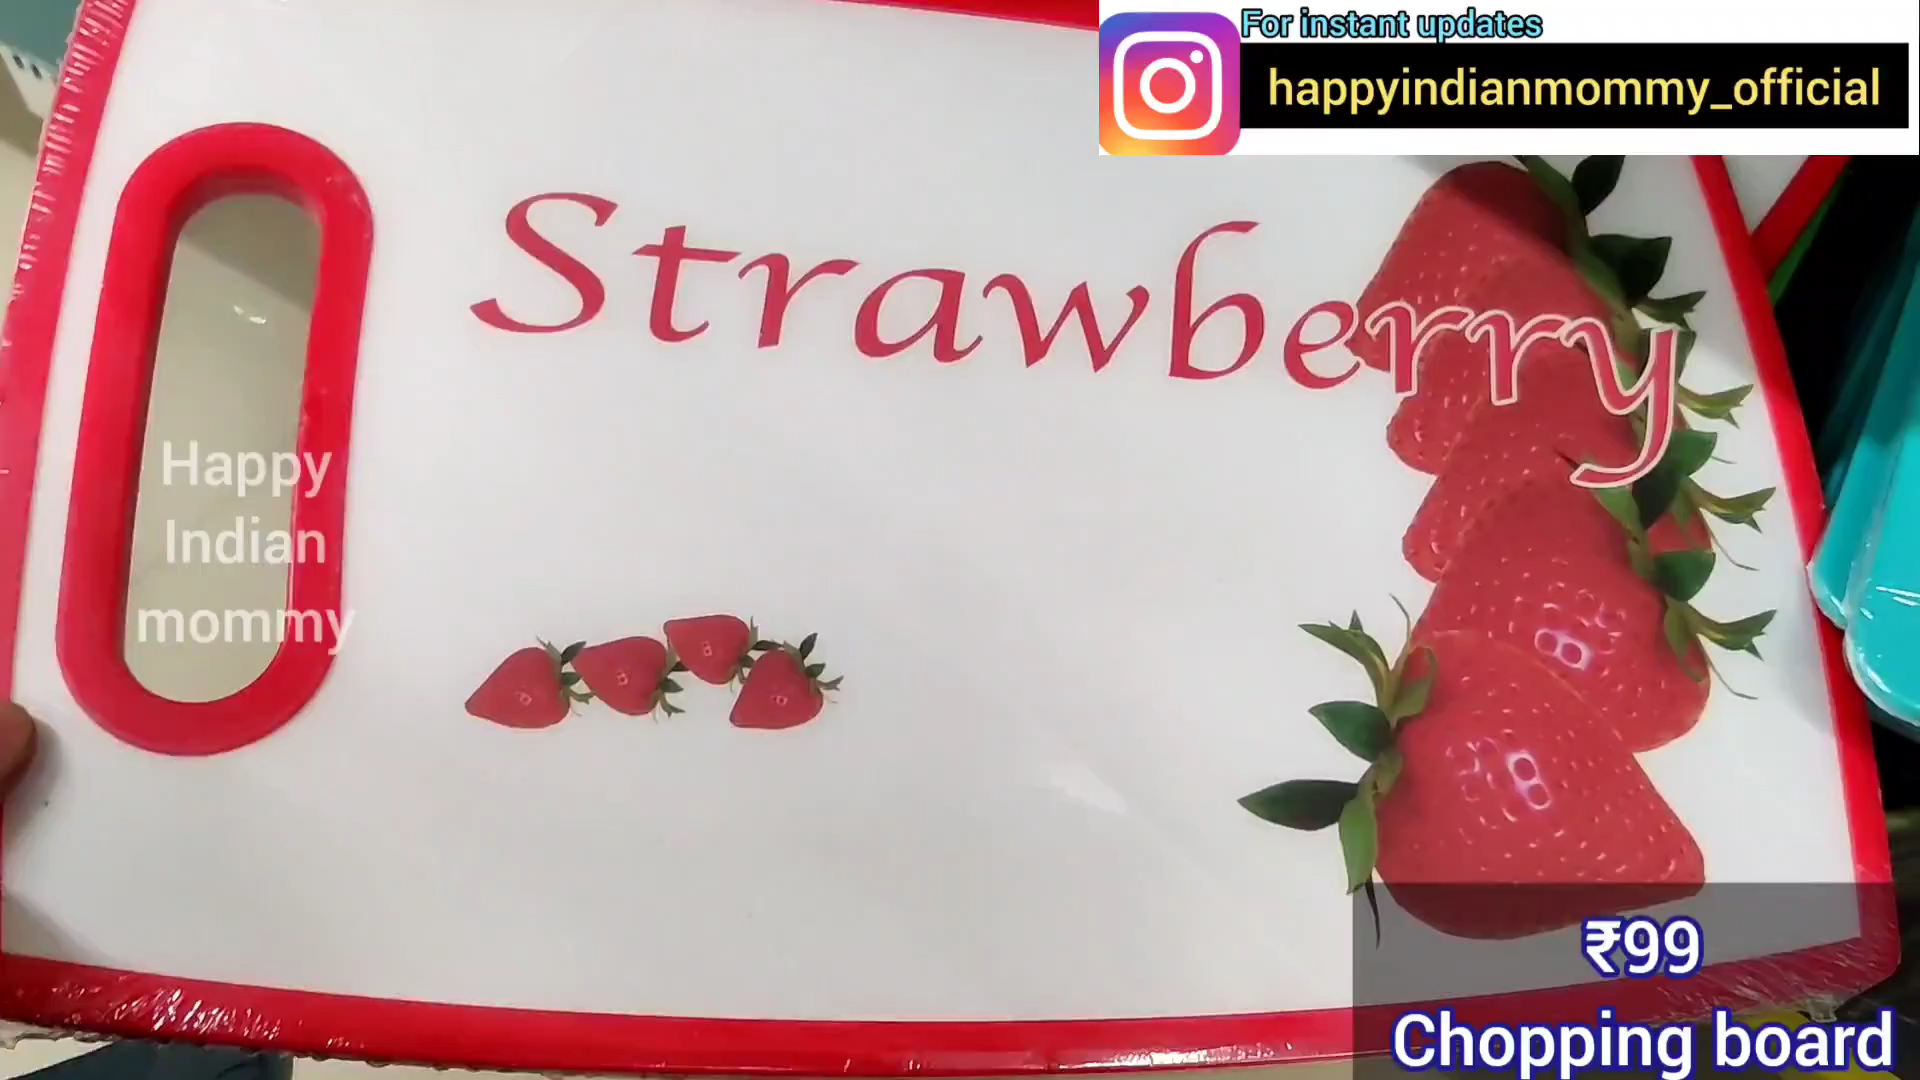 For instant updates
happyindianmommy_official
Strawberry
Happy
Indian
mommy
₹99
Chopping board